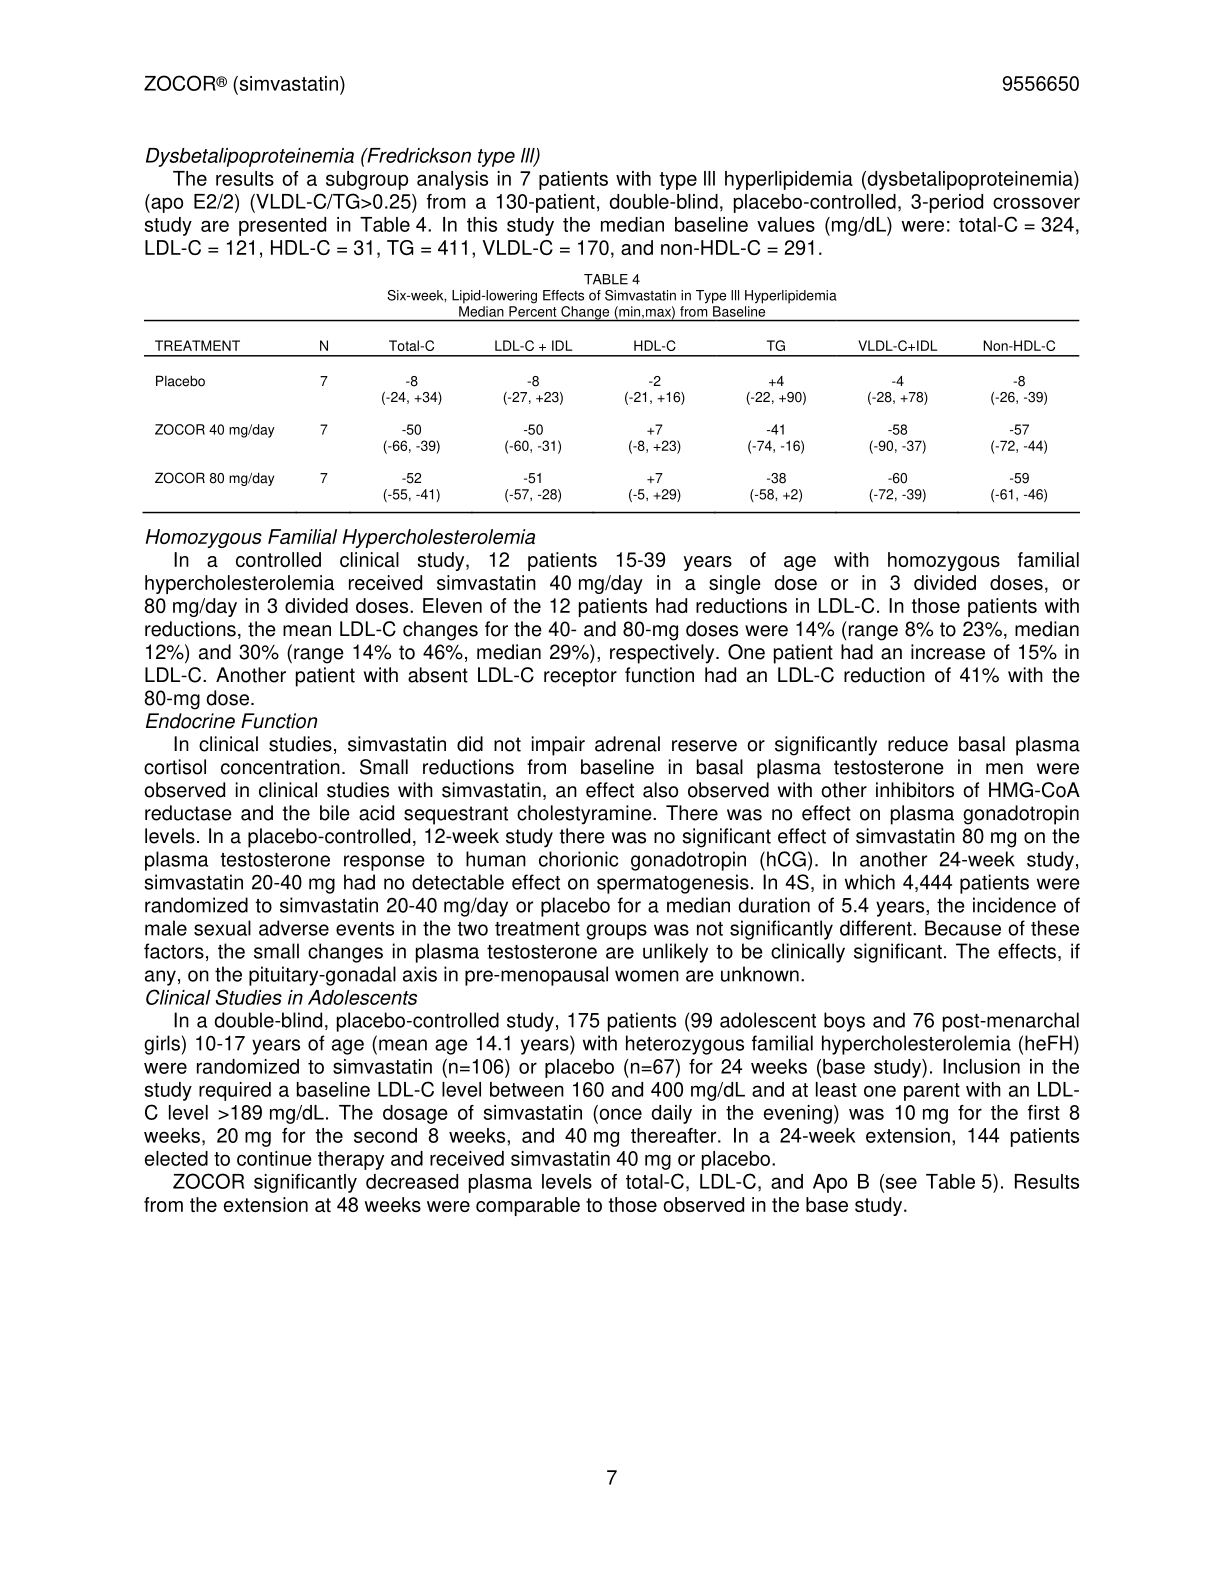 ZOCOR® (simvastatin) 9556650
Dysbetalipoproteinemia (Fredrickson type lll)
The results of a subgroup analysis in 7 patients with type lll hyperlipidemia (dysbetalipoproteinemia)
(apo E2/2) (VLDL-C/TG>0.25) from a 130-patient, double-blind, placebo-controlled, 3-period crossover
study are presented in Table 4. In this study the median baseline values (mg/dL) were: total-C = 324,
LDL-C = 121, HDL-C = 31, TG = 411, VLDL-C = 170, and non-HDL-C = 291.
TABLE 4
Six-week, Lipid-lowering Effects of Simvastatin in Type lll Hyperlipidemia
Median Percent Change (min,max) from Baseline
TREATMENT N Total-C LDL-C + IDL HDL-C TG VLDL-C+IDL Non-HDL-C
Placebo 7 -8 -8 -2 +4 -4 -8
(-24, +34) (-27, +23) (-21, +16) (-22, +90) (-28, +78) (-26, -39)
ZOCOR 40 mg/day 7 -50 -50 +7 -41 -58 -57
(-66, -39) (-60, -31) (-8, +23) (-74, -16) (-90, -37) (-72, -44)
ZOCOR 80 mg/day 7 -52 -51 +7 -38 -60 -59
(-55, -41) (-57, -28) (-5, +29) (-58, +2) (-72, -39) (-61, -46)
Homozygous Familial Hypercholesterolemia
In a controlled clinical study, 12 patients 15-39 years of age with homozygous familial
hypercholesterolemia received simvastatin 40 mg/day in a single dose or in 3 divided doses, or
80 mg/day in 3 divided doses. Eleven of the 12 patients had reductions in LDL-C. In those patients with
reductions, the mean LDL-C changes for the 40- and 80-mg doses were 14% (range 8% to 23%, median
12%) and 30% (range 14% to 46%, median 29%), respectively. One patient had an increase of 15% in
LDL-C. Another patient with absent LDL-C receptor function had an LDL-C reduction of 41% with the
80-mg dose.
Endocrine Function
In clinical studies, simvastatin did not impair adrenal reserve or significantly reduce basal plasma
cortisol concentration. Small reductions from baseline in basal plasma testosterone in men were
observed in clinical studies with simvastatin, an effect also observed with other inhibitors of HMG-CoA
reductase and the bile acid sequestrant cholestyramine. There was no effect on plasma gonadotropin
levels. In a placebo-controlled, 12-week study there was no significant effect of simvastatin 80 mg on the
plasma testosterone response to human chorionic gonadotropin (hCG). In another 24-week study,
simvastatin 20-40 mg had no detectable effect on spermatogenesis. In 4S, in which 4,444 patients were
randomized to simvastatin 20-40 mg/day or placebo for a median duration of 5.4 years, the incidence of
male sexual adverse events in the two treatment groups was not significantly different. Because of these
factors, the small changes in plasma testosterone are unlikely to be clinically significant. The effects, if
any, on the pituitary-gonadal axis in pre-menopausal women are unknown.
Clinical Studies in Adolescents
In a double-blind, placebo-controlled study, 175 patients (99 adolescent boys and 76 post-menarchal
girls) 10-17 years of age (mean age 14.1 years) with heterozygous familial hypercholesterolemia (heFH)
were randomized to simvastatin (n=106) or placebo (n=67) for 24 weeks (base study). Inclusion in the
study required a baseline LDL-C level between 160 and 400 mg/dL and at least one parent with an LDL-
C level >189 mg/dL. The dosage of simvastatin (once daily in the evening) was 10 mg for the first 8
weeks, 20 mg for the second 8 weeks, and 40 mg thereafter. In a 24-week extension, 144 patients
elected to continue therapy and received simvastatin 40 mg or placebo.
ZOCOR significantly decreased plasma levels of total-C, LDL-C, and Apo B (see Table 5). Results
from the extension at 48 weeks were comparable to those observed in the base study.
7